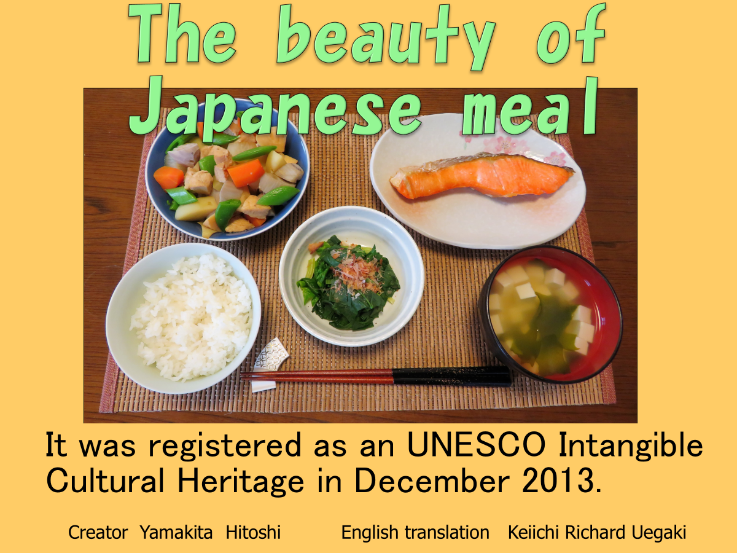 The beauty of
Japanese meal
It was registered as an UNESCO Intangible
Cultural Heritage in December 2013.
Creator Yamakita Hitoshi English translation Keiichi Richard Uegaki